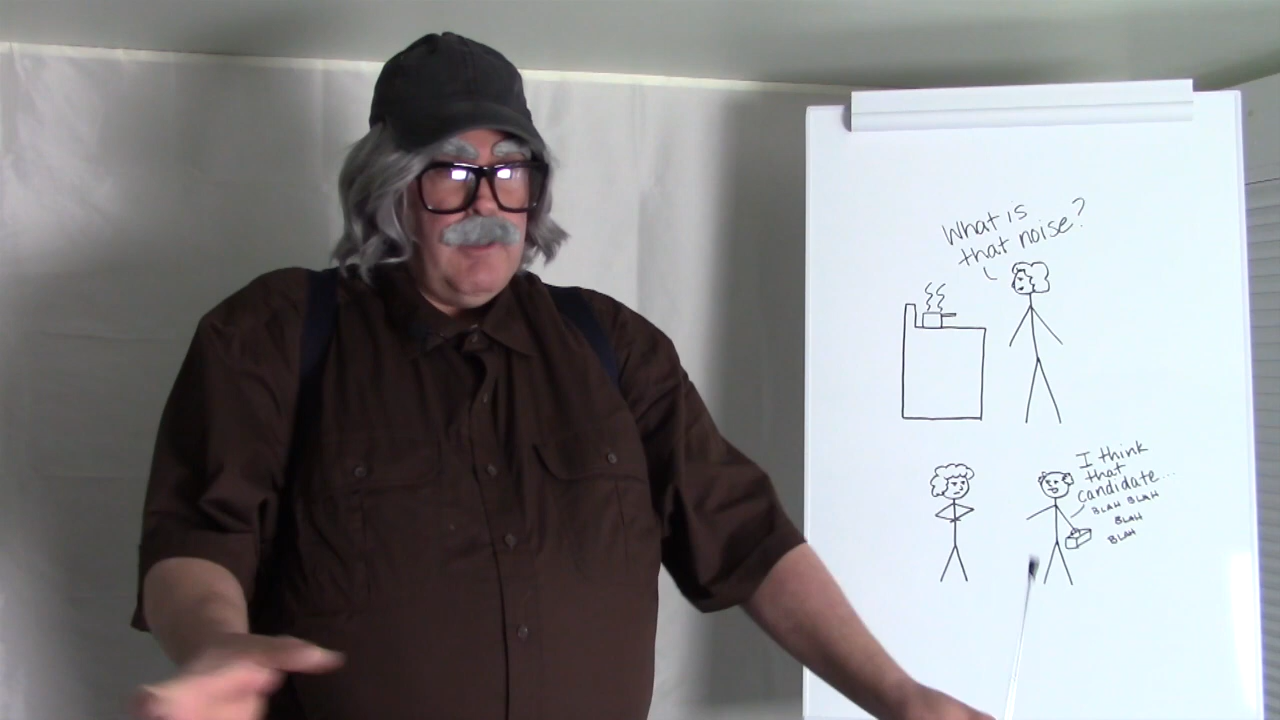 What is
that noise?
I think
that
candidate...
BLAH BLAH
BLAH
BLAH